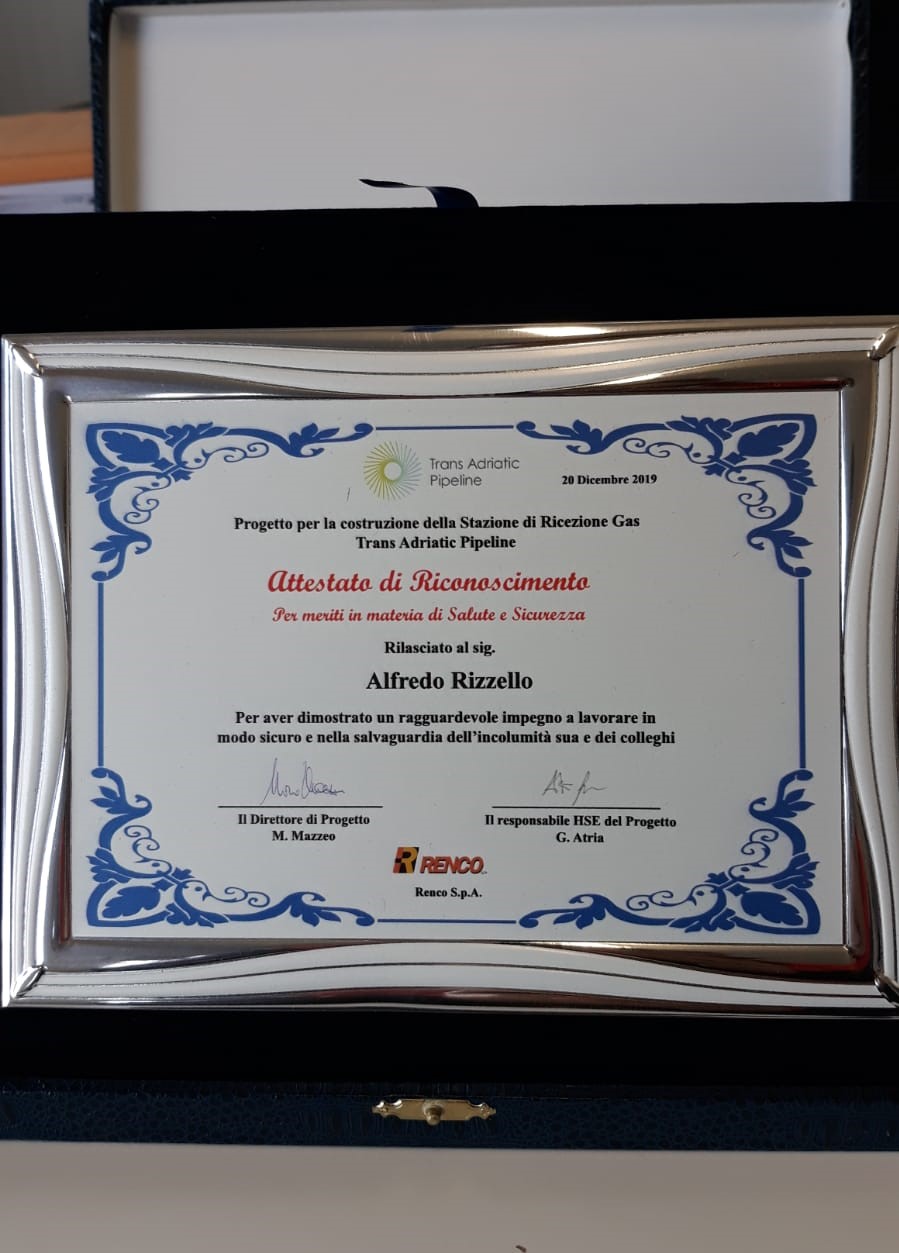 Trans Adriatic
Pipeline
20 Dicembre 2019
Progetto per la costruzione della Stazione di Ricezione Gas
Trans Adriatic Pipeline
Attestato di Riconoscimento
Per meriti in materia di Salute e Sicurezza
Rilasciato al sig.
Alfredo Rizzello
Per aver dimostrato un ragguardevole impegno a lavorare in
modo sicuro e nella salvaguardia dell'incolumità sua e dei colleghi
Il Direttore di Progetto
M. Mazzeo
Il responsabile HSE del Progetto
G. Atria
RENCO
Renco S.p.A.